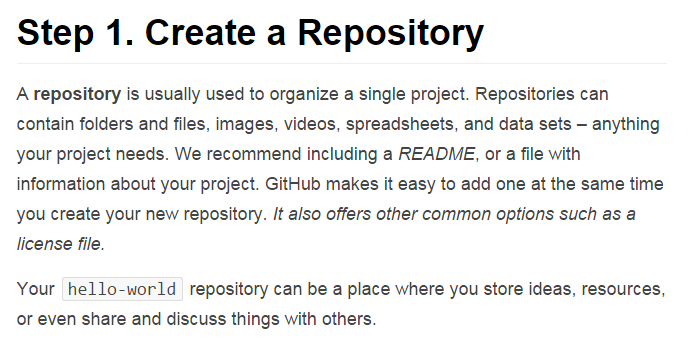 Step 1. Create a Repository
A repository is usually used to organize a single project. Repositories can
contain folders and files, images, videos, spreadsheets, and data sets – anything
your project needs. We recommend including a README, or a file with
information about your project. GitHub makes it easy to add one at the same time
you create your new repository. It also offers other common options such as a
license file.
Your hello-world repository can be a place where you store ideas, resources,
or even share and discuss things with others.